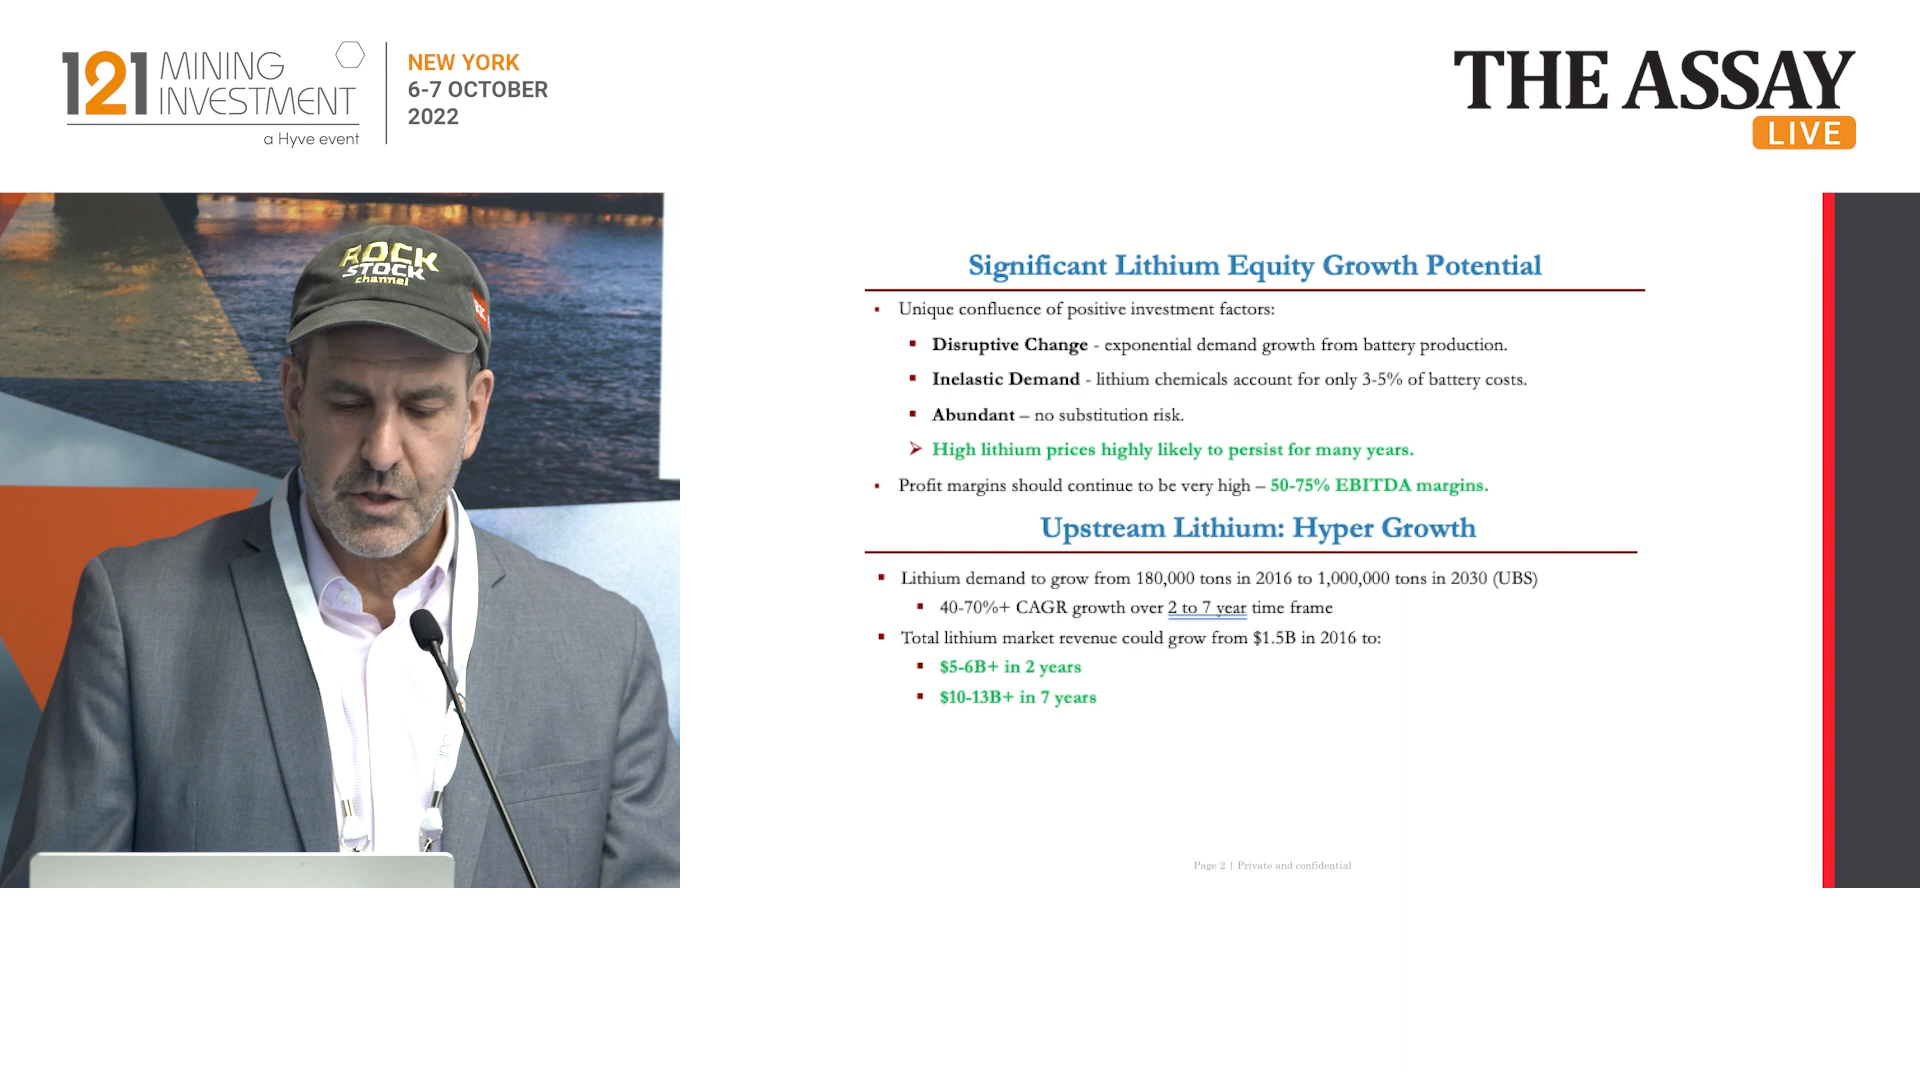 121 MINING INVESTMENT
a Hyve event
NEW YORK
6-7 OCTOBER
2022
THE ASSAY
LIVE
ROCK
STOCK
channel
Significant Lithium Equity Growth Potential
▪ Unique confluence of positive investment factors:
▪ Disruptive Change - exponential demand growth from battery production.
▪ Inelastic Demand - lithium chemicals account for only 3-5% of battery costs.
▪ Abundant – no substitution risk.
➢ High lithium prices highly likely to persist for many years.
▪ Profit margins should continue to be very high – 50-75% EBITDA margins.
Upstream Lithium: Hyper Growth
▪ Lithium demand to grow from 180,000 tons in 2016 to 1,000,000 tons in 2030 (UBS)
▪ 40-70%+ CAGR growth over 2 to 7 year time frame
▪ Total lithium market revenue could grow from $1.5B in 2016 to:
▪ $5-6B+ in 2 years
▪ $10-13B+ in 7 years
Page 2 | Private and confidential